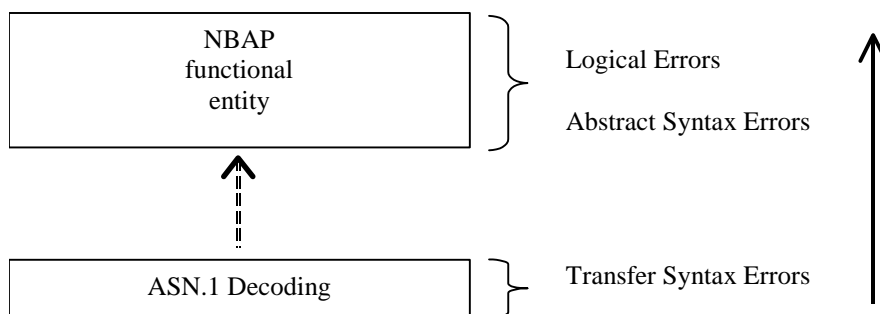 NBAP
functional
entity
Logical Errors
Abstract Syntax Errors
ASN.1 Decoding
Transfer Syntax Errors